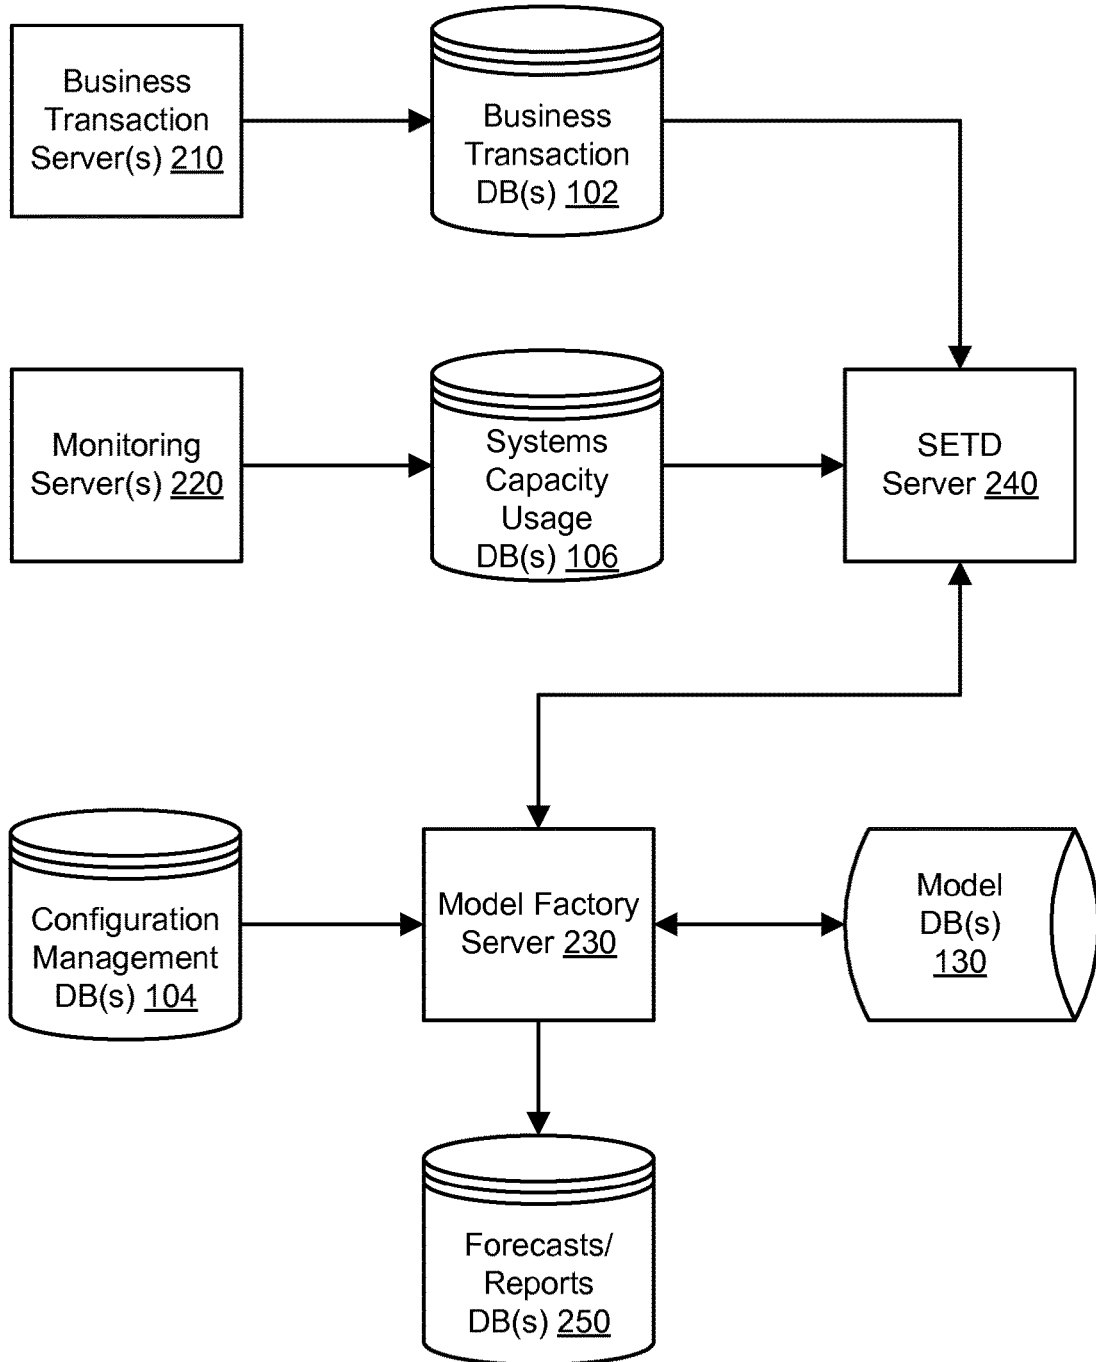 Business
Transaction
Server(s) 210
Business
Transaction
DB(s) 102
Monitoring
Server(s) 220
Systems
Capacity
Usage
DB(s) 106
SETD
Server 240
Configuration
Management
DB(s) 104
Model Factory
Server 230
Model
DB(s)
130
Forecasts/
Reports
DB(s) 250